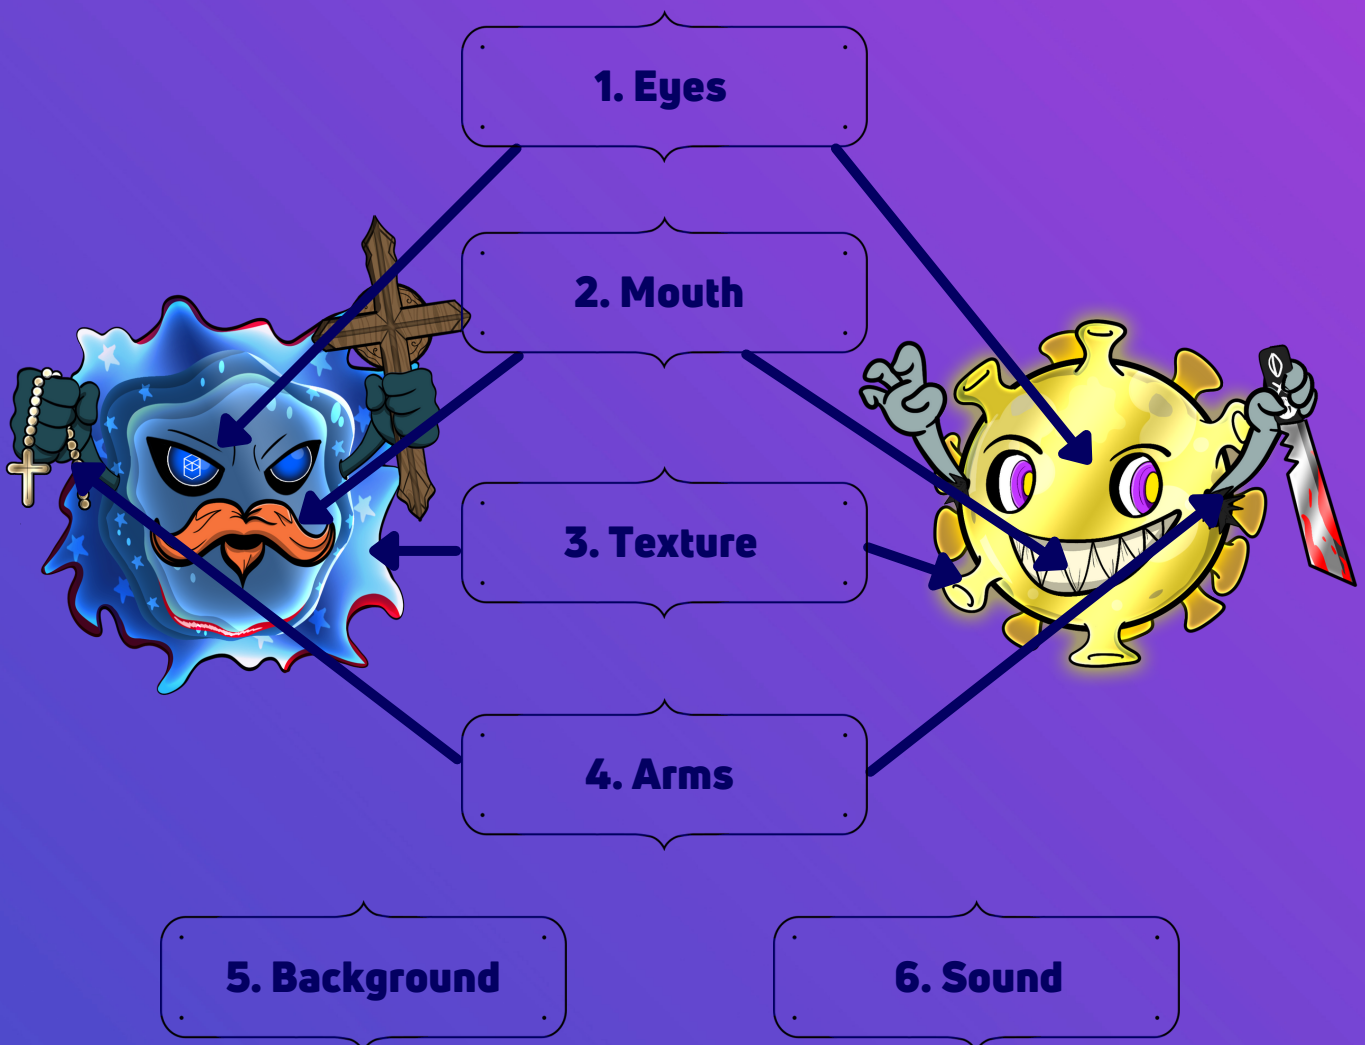 1. Eyes
2. Mouth
3. Texture
4. Arms
5. Background
6. Sound